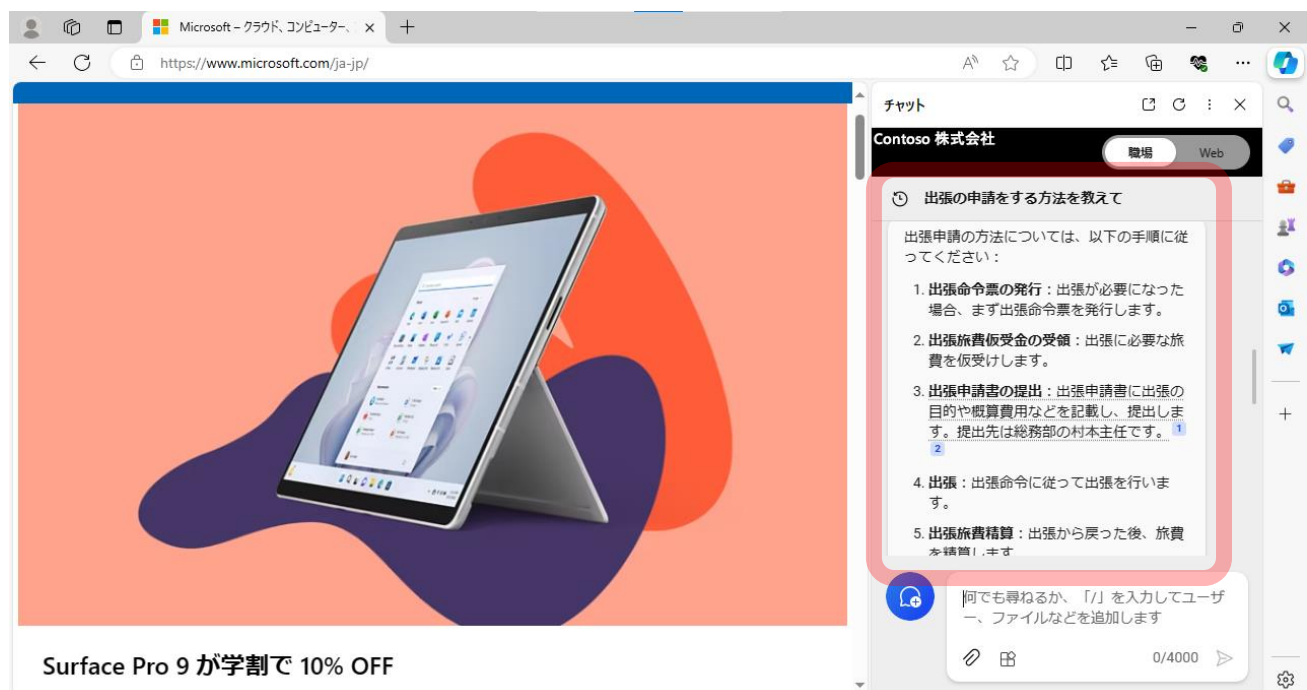 Microsoft – クラウド、コンピューター、
https://www.microsoft.com/ja-jp/
Surface Pro 9 が学割で 10% OFF
チャット
Contoso 株式会社
職場
Web
出張の申請をする方法を教えて
出張申請の方法については、以下の手順に従
ってください：
1. 出張命令票の発行：出張が必要になった
場合、まず出張命令票を発行します。
2. 出張旅費仮受金の受領：出張に必要な旅
費を仮受けします。
3. 出張申請書の提出：出張申請書に出張の
目的や概算費用などを記載し、提出しま
す。提出先は総務部の村本主任です。 1
2
4. 出張：出張命令に従って出張を行いま
す。
5. 出張旅費精算：出張から戻った後、旅費
を精算します
何でも尋ねるか、「/」を入力してユーザ
ー、ファイルなどを追加します
0/4000